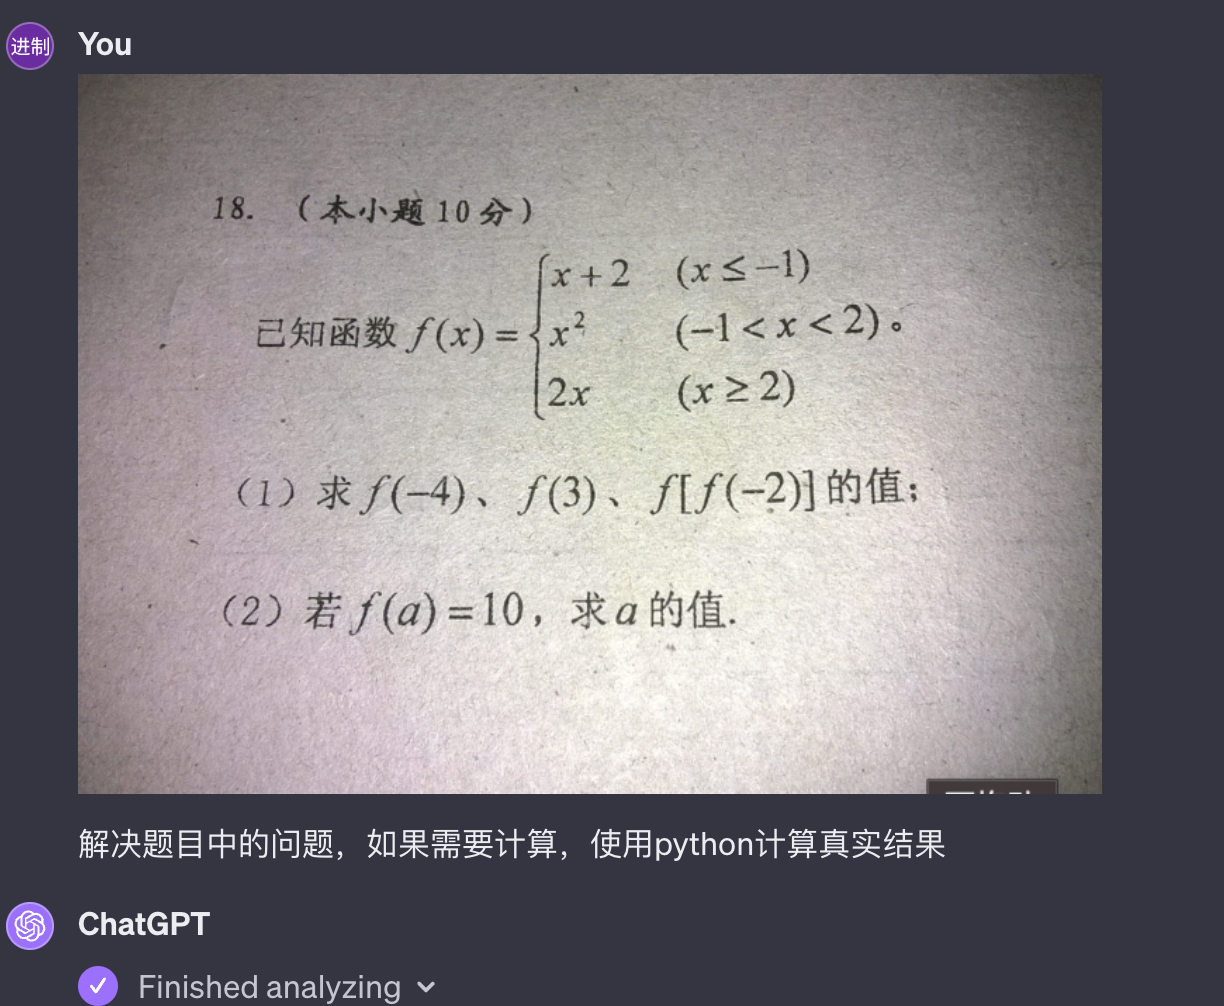 进制
You
18. （本小题 10 分）
已知函数 f(x) = { x + 2 (x ≤ −1)
x² (−1 < x < 2) 。
2x (x ≥ 2)
（1）求 f(−4)、f(3)、f[f(−2)] 的值；
（2）若 f(a) = 10，求 a 的值.
解决题目中的问题，如果需要计算，使用python计算真实结果
ChatGPT
Finished analyzing